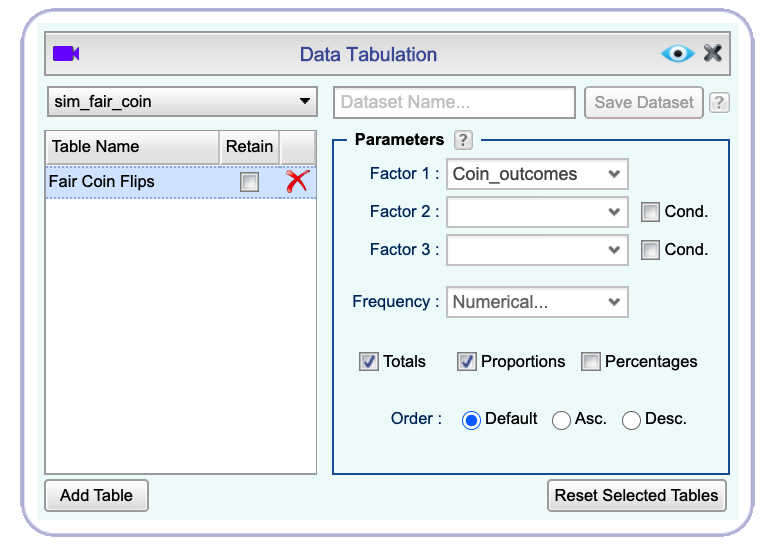 Data Tabulation
sim_fair_coin
Dataset Name...
Save Dataset
?
Table Name
Retain
Fair Coin Flips
Parameters
?
Factor 1 :
Coin_outcomes
Factor 2 :
Cond.
Factor 3 :
Cond.
Frequency :
Numerical...
Totals
Proportions
Percentages
Order :
Default
Asc.
Desc.
Add Table
Reset Selected Tables